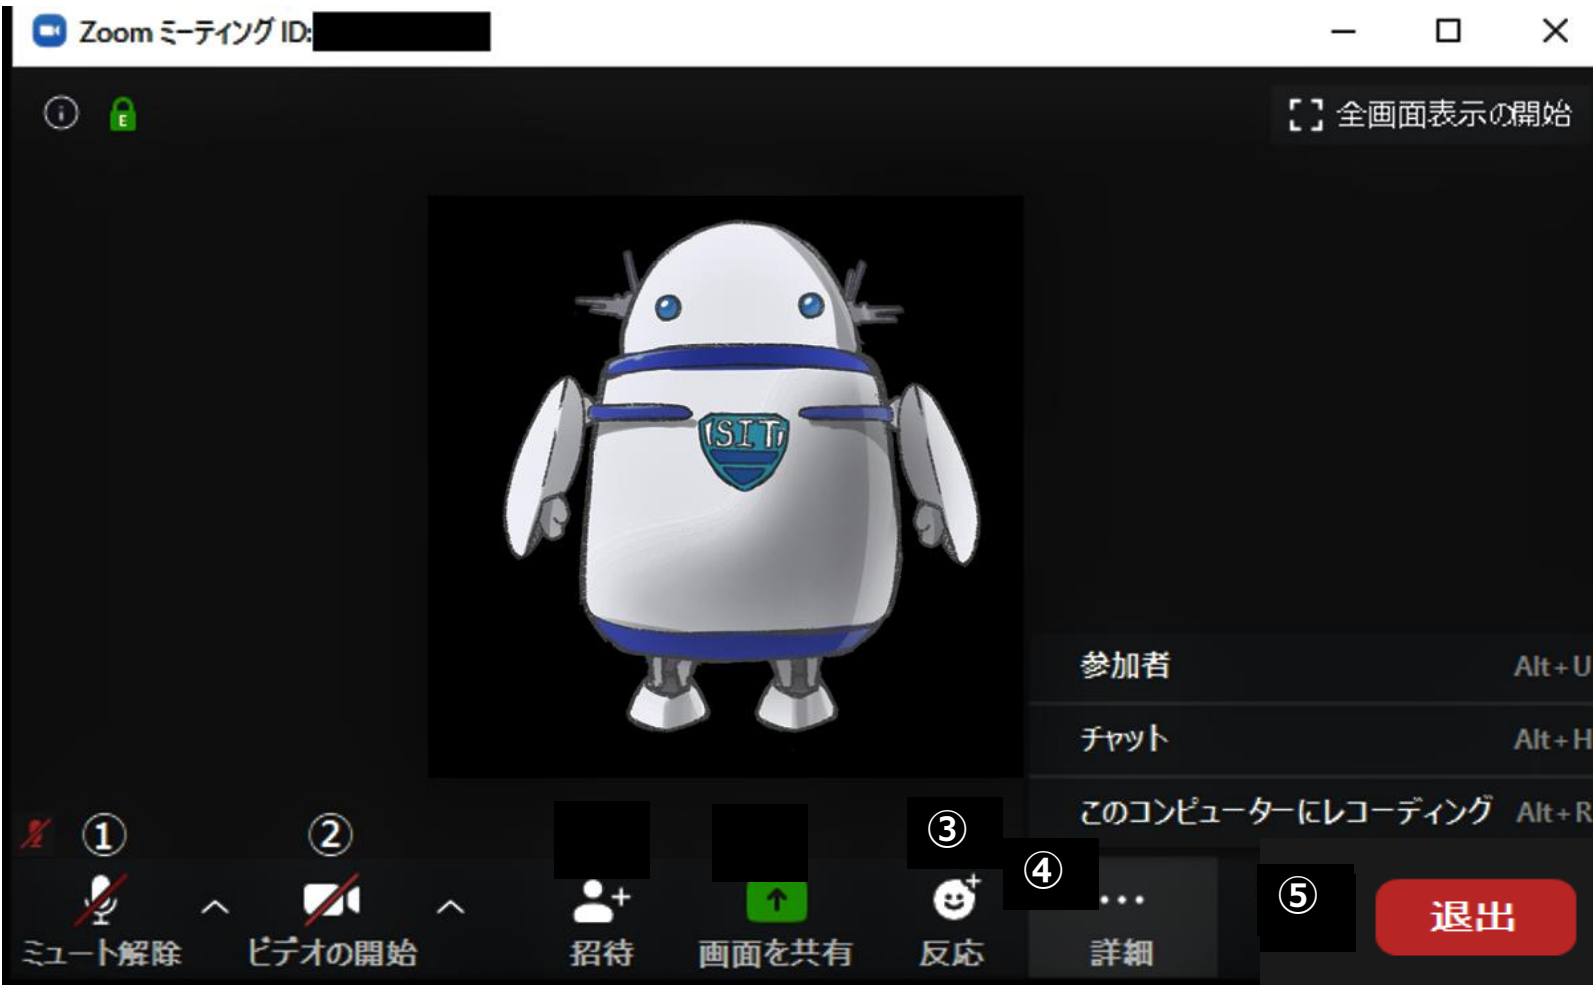 Zoom ミーティング ID:
E
全画面表示の開始
SIT
参加者 Alt+U
チャット Alt+H
このコンピューターにレコーディング Alt+R
① ② ③ ④ ⑤
ミュート解除 ビデオの開始 招待 画面を共有 反応 詳細 退出